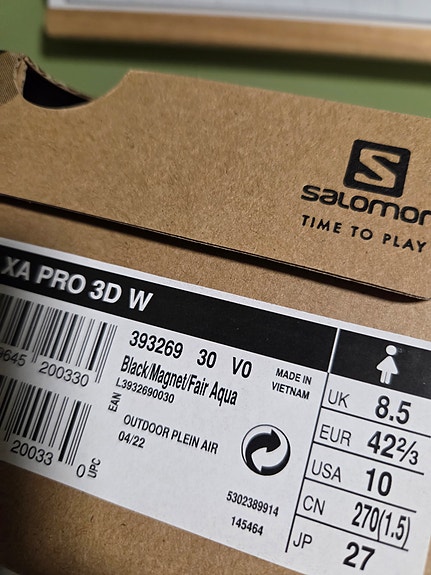 SALOMON
TIME TO PLAY
XA PRO 3D W
393269 30 V0
Black/Magnet/Fair Aqua
L3932690030
MADE IN
VIETNAM
EAN
OUTDOOR PLEIN AIR
04/22
5302389914
145464
9645 200330
20033 0
UPC
UK 8.5
EUR 42⅔
USA 10
CN 270(1.5)
JP 27